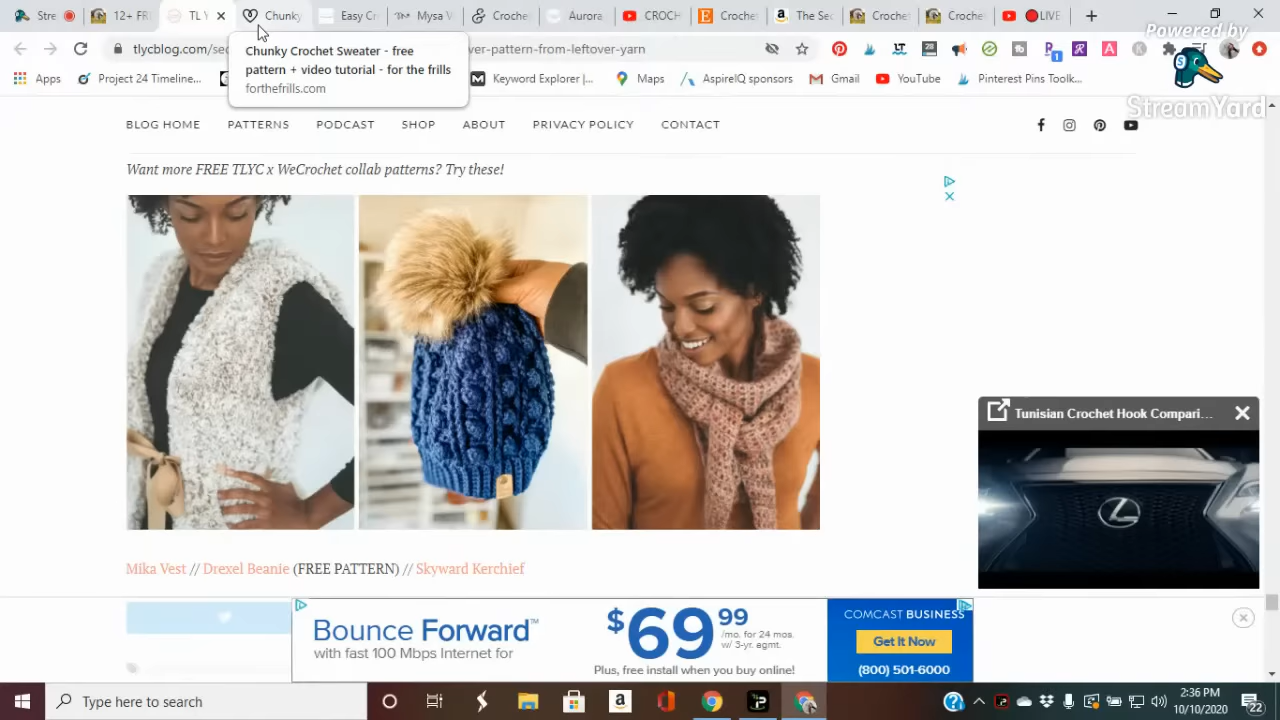 Stre
12+ FR
TL Y
Chunky
Easy Cr
Mysa V
Croche
Aurora
CROCH
Croche
The Sec
Crochet
Crochet
LIVE
tlycblog.com/sec
ver-pattern-from-leftover-yarn
Chunky Crochet Sweater - free
pattern + video tutorial - for the frills
forthefrills.com
Apps
Project 24 Timeline...
Keyword Explorer |...
Maps
AspireIQ sponsors
Gmail
YouTube
Pinterest Pins Toolk...
Powered by
StreamYard
BLOG HOME
PATTERNS
PODCAST
SHOP
ABOUT
PRIVACY POLICY
CONTACT
Want more FREE TLYC x WeCrochet collab patterns? Try these!
Mika Vest // Drexel Beanie (FREE PATTERN) // Skyward Kerchief
Tunisian Crochet Hook Compari...
Bounce Forward™
with fast 100 Mbps Internet for
$69.99
/mo. for 24 mos.
w/ 3-yr. agmt.
Plus, free install when you buy online!
COMCAST BUSINESS
Get It Now
(800) 501-6000
Type here to search
2:36 PM
10/10/2020
22